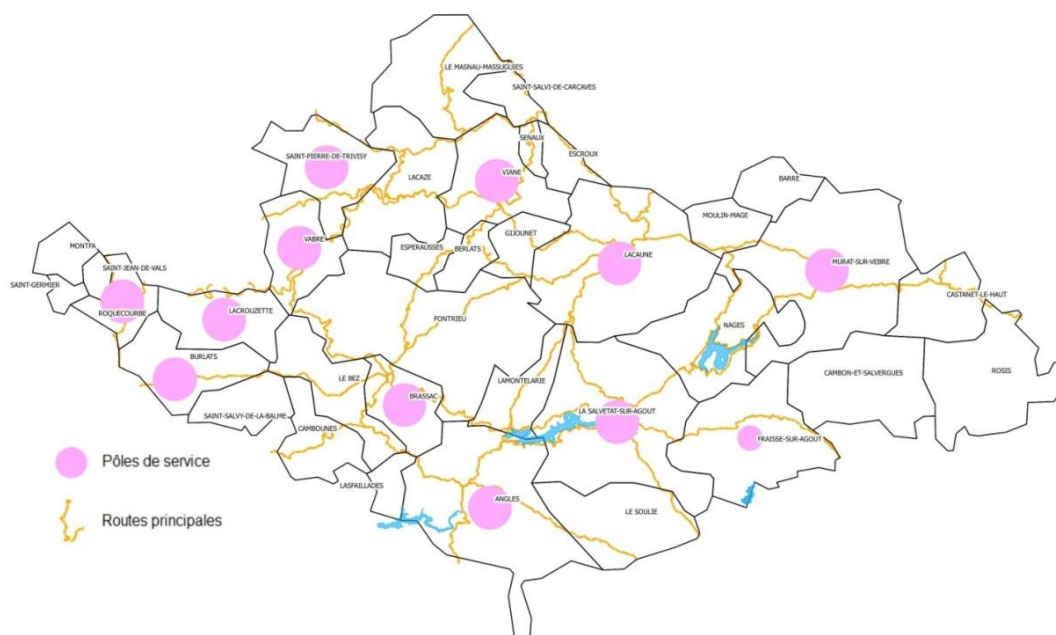 LE MASNAU-MASSUGUIES
SAINT-SALVI-DE-CARCAVES
SENAUX
ESCROUX
SAINT-PIERRE-DE-TRIVISY
LACAZE
VIANE
BARRE
MOULIN-MAGE
VABRE
ESPERAUSSES
BERLATS
GIJOUNET
LACAUNE
MURAT-SUR-VEBRE
MONTFA
SAINT-JEAN-DE-VALS
SAINT-GERMIER
ROQUECOURBE
LACROUZETTE
FONTRIEU
CASTANET-LE-HAUT
NAGES
BURLATS
LE BEZ
LAMONTELARIE
CAMBON-ET-SALVERGUES
ROSIS
BRASSAC
SAINT-SALVY-DE-LA-BALME
CAMBOUNES
LA SALVETAT-SUR-AGOUT
FRAISSE-SUR-AGOUT
LASFAILLADES
ANGLES
LE SOULIE
Pôles de service
Routes principales